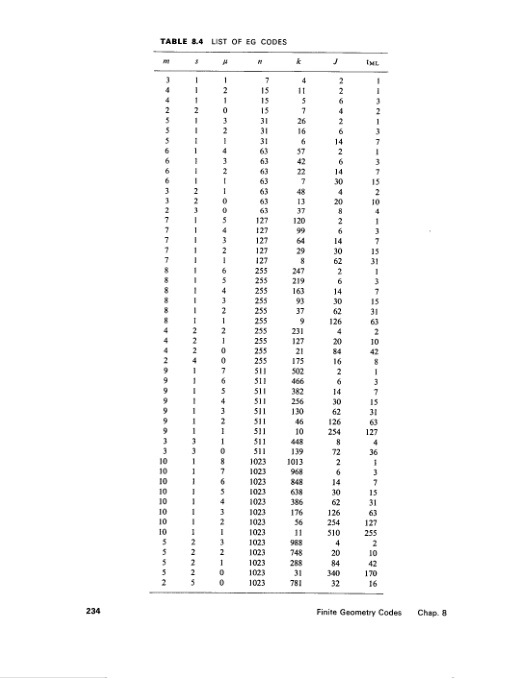 TABLE 8.4 LIST OF EG CODES
m s μ n k J tML
3 1 1 7 4 2 1
4 1 2 15 11 2 1
4 1 1 15 5 6 3
2 2 0 15 7 4 2
5 1 3 31 26 2 1
5 1 2 31 16 6 3
5 1 1 31 6 14 7
6 1 4 63 57 2 1
6 1 3 63 42 6 3
6 1 2 63 22 14 7
6 1 1 63 7 30 15
3 2 1 63 48 4 2
3 2 0 63 13 20 10
2 3 0 63 37 8 4
7 1 5 127 120 2 1
7 1 4 127 99 6 3
7 1 3 127 64 14 7
7 1 2 127 29 30 15
7 1 1 127 8 62 31
8 1 6 255 247 2 1
8 1 5 255 219 6 3
8 1 4 255 163 14 7
8 1 3 255 93 30 15
8 1 2 255 37 62 31
8 1 1 255 9 126 63
4 2 2 255 231 4 2
4 2 1 255 127 20 10
4 2 0 255 21 84 42
2 4 0 255 175 16 8
9 1 7 511 502 2 1
9 1 6 511 466 6 3
9 1 5 511 382 14 7
9 1 4 511 256 30 15
9 1 3 511 130 62 31
9 1 2 511 46 126 63
9 1 1 511 10 254 127
3 3 1 511 448 8 4
3 3 0 511 139 72 36
10 1 8 1023 1013 2 1
10 1 7 1023 968 6 3
10 1 6 1023 848 14 7
10 1 5 1023 638 30 15
10 1 4 1023 386 62 31
10 1 3 1023 176 126 63
10 1 2 1023 56 254 127
10 1 1 1023 11 510 255
5 2 3 1023 988 4 2
5 2 2 1023 748 20 10
5 2 1 1023 288 84 42
5 2 0 1023 31 340 170
2 5 0 1023 781 32 16
234 Finite Geometry Codes Chap. 8